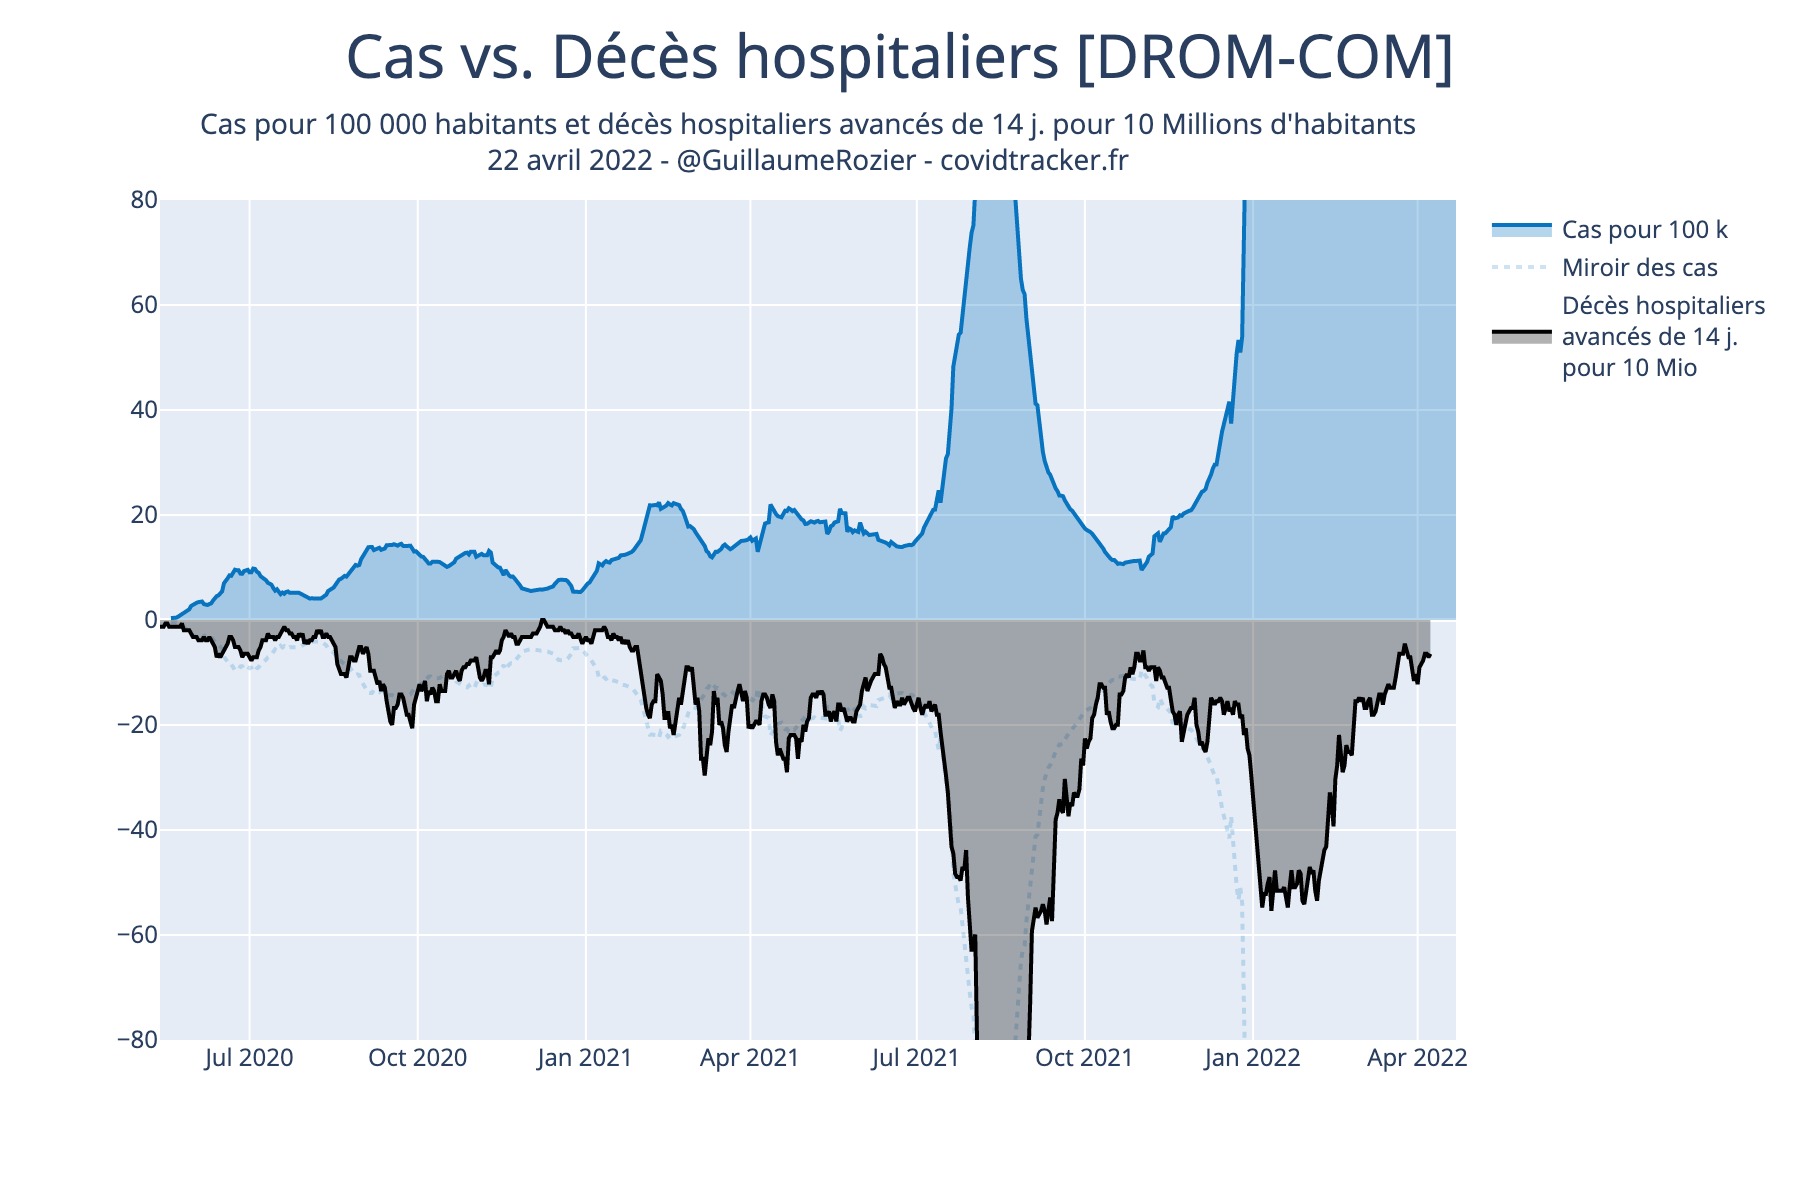 Cas vs. Décès hospitaliers [DROM-COM]
Cas pour 100 000 habitants et décès hospitaliers avancés de 14 j. pour 10 Millions d'habitants
22 avril 2022 - @GuillaumeRozier - covidtracker.fr
80
60
40
20
0
−20
−40
−60
−80
Jul 2020
Oct 2020
Jan 2021
Apr 2021
Jul 2021
Oct 2021
Jan 2022
Apr 2022
Cas pour 100 k
Miroir des cas
Décès hospitaliers
avancés de 14 j.
pour 10 Mio